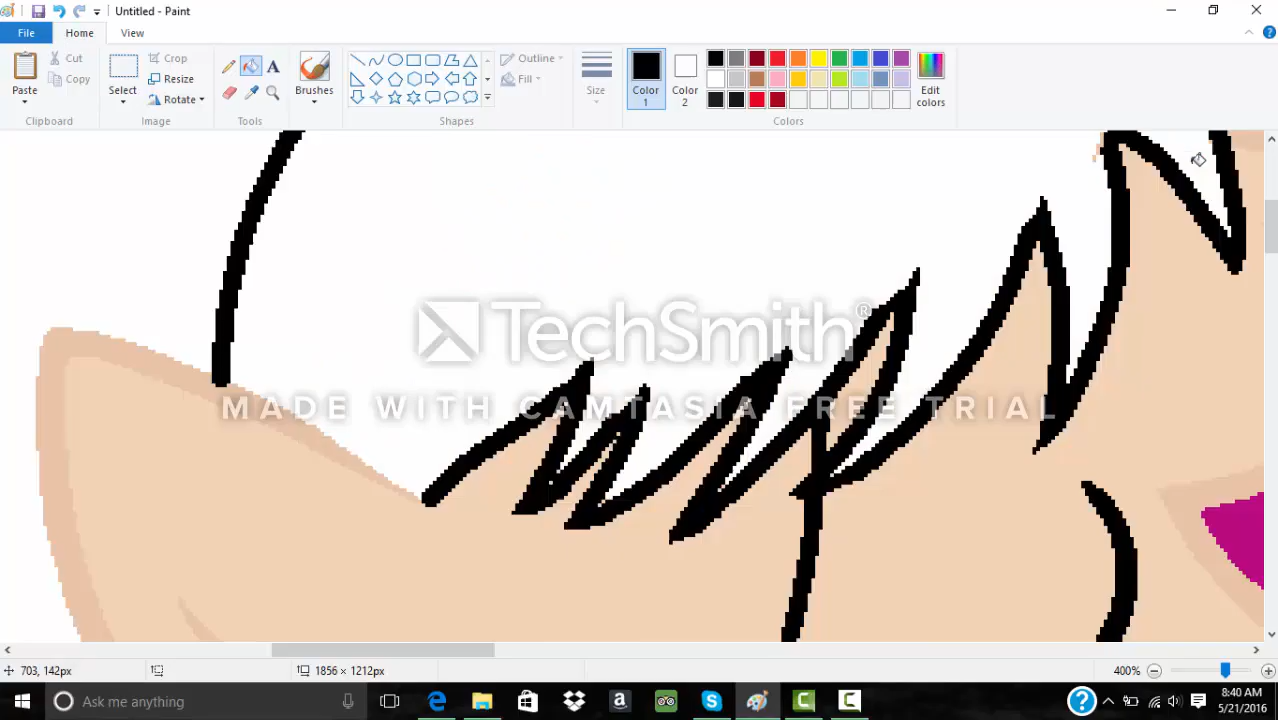 Untitled - Paint
File
Home
View
Paste
Cut
Copy
Clipboard
Select
Crop
Resize
Rotate
Image
A
Tools
Brushes
Outline
Fill
Shapes
Size
Color 1
Color 2
Edit colors
Colors
TechSmith®
MADE WITH CAMTASIA FREE TRIAL
703, 142px
1856 × 1212px
400%
Ask me anything
8:40 AM
5/21/2016